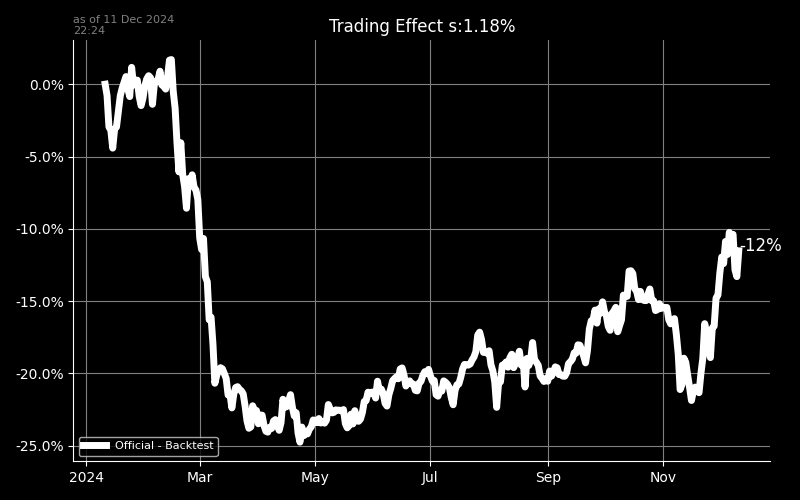 as of 11 Dec 2024
22:24
Trading Effect s:1.18%
0.0%
-5.0%
-10.0%
-12%
-15.0%
-20.0%
-25.0%
Official - Backtest
2024 Mar May Jul Sep Nov